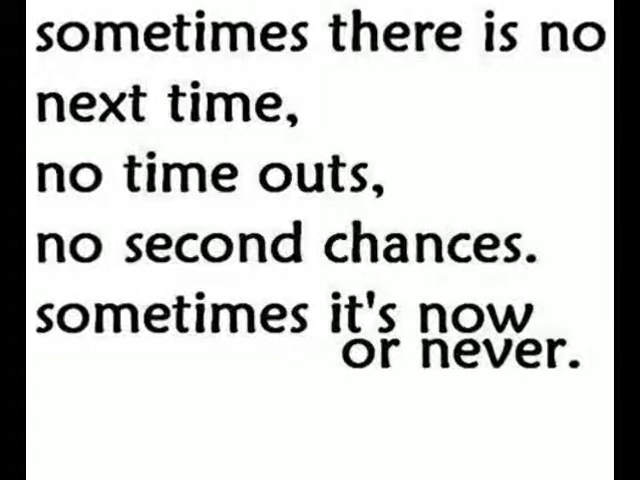 sometimes there is no
next time,
no time outs,
no second chances.
sometimes it's now
or never.